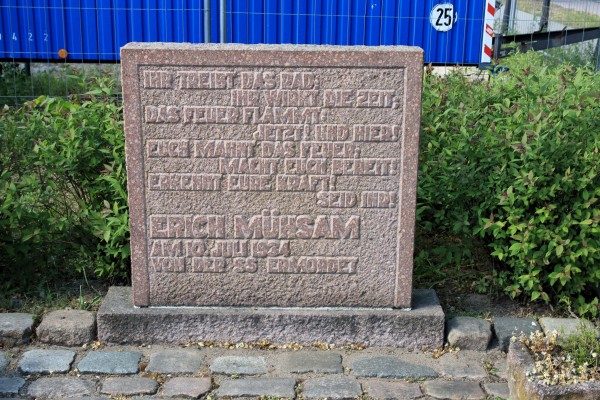 IHR TREIBT DAS RAD;
IHR WIRKT DIE ZEIT;
DAS FEUER FLAMMT:
JETZT! UND HIER!
EUCH MAHNT DAS FEUER:
MACHT EUCH BEREIT!
ERKENNT EURE KRAFT:
SEID IHR!
ERICH MÜHSAM
AM 10. JULI 1934
VON DER SS ERMORDET
25